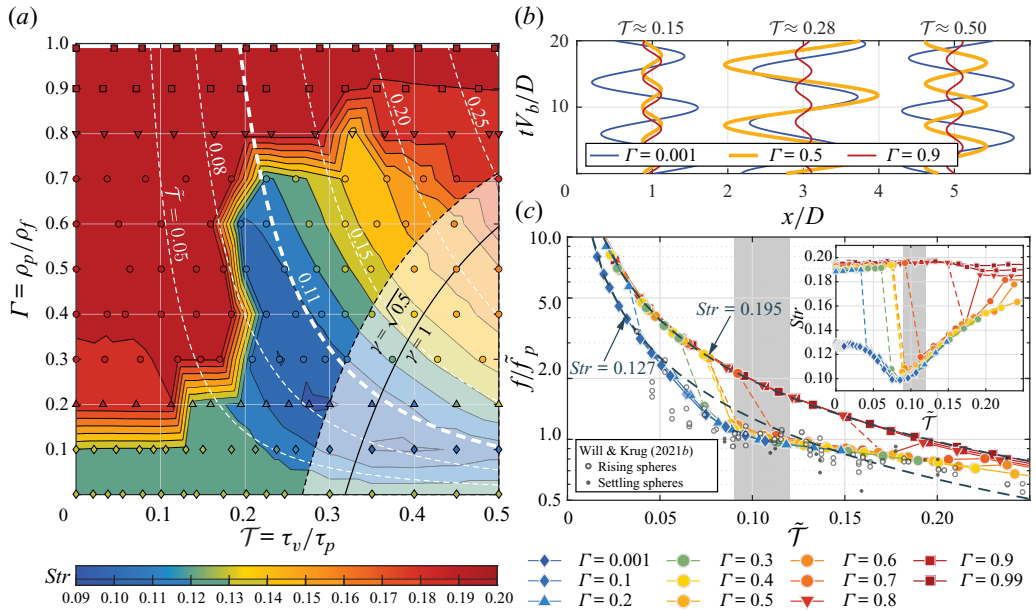 (a)
1.0
0.9
0.8
0.7
0.6
0.5
0.4
0.3
0.2
0.1
0
Γ = ρp/ρf
𝒯̃ = 0.05
0.08
0.11
0.15
0.20
0.25
γ = √0.5
γ = 1
0 0.1 0.2 0.3 0.4 0.5
𝒯 = τv/τp
Str
0.09 0.10 0.11 0.12 0.13 0.14 0.15 0.16 0.17 0.18 0.19 0.20
(b)
𝒯 ≈ 0.15 𝒯 ≈ 0.28 𝒯 ≈ 0.50
20
10
tVb/D
Γ = 0.001 Γ = 0.5 Γ = 0.9
0 1 2 3 4 5
x/D
(c)
10.0
5.0
2.0
1.0
0.5
f/f̃p
Str = 0.195
Str = 0.127
0.20
0.18
0.16
0.14
0.12
0.10
Str
0 0.05 0.10 0.15 0.20
𝒯̃
Will & Krug (2021b)
Rising spheres
Settling spheres
0 0.05 0.10 0.15 0.20
𝒯̃
Γ = 0.001 Γ = 0.3 Γ = 0.6 Γ = 0.9
Γ = 0.1 Γ = 0.4 Γ = 0.7 Γ = 0.99
Γ = 0.2 Γ = 0.5 Γ = 0.8